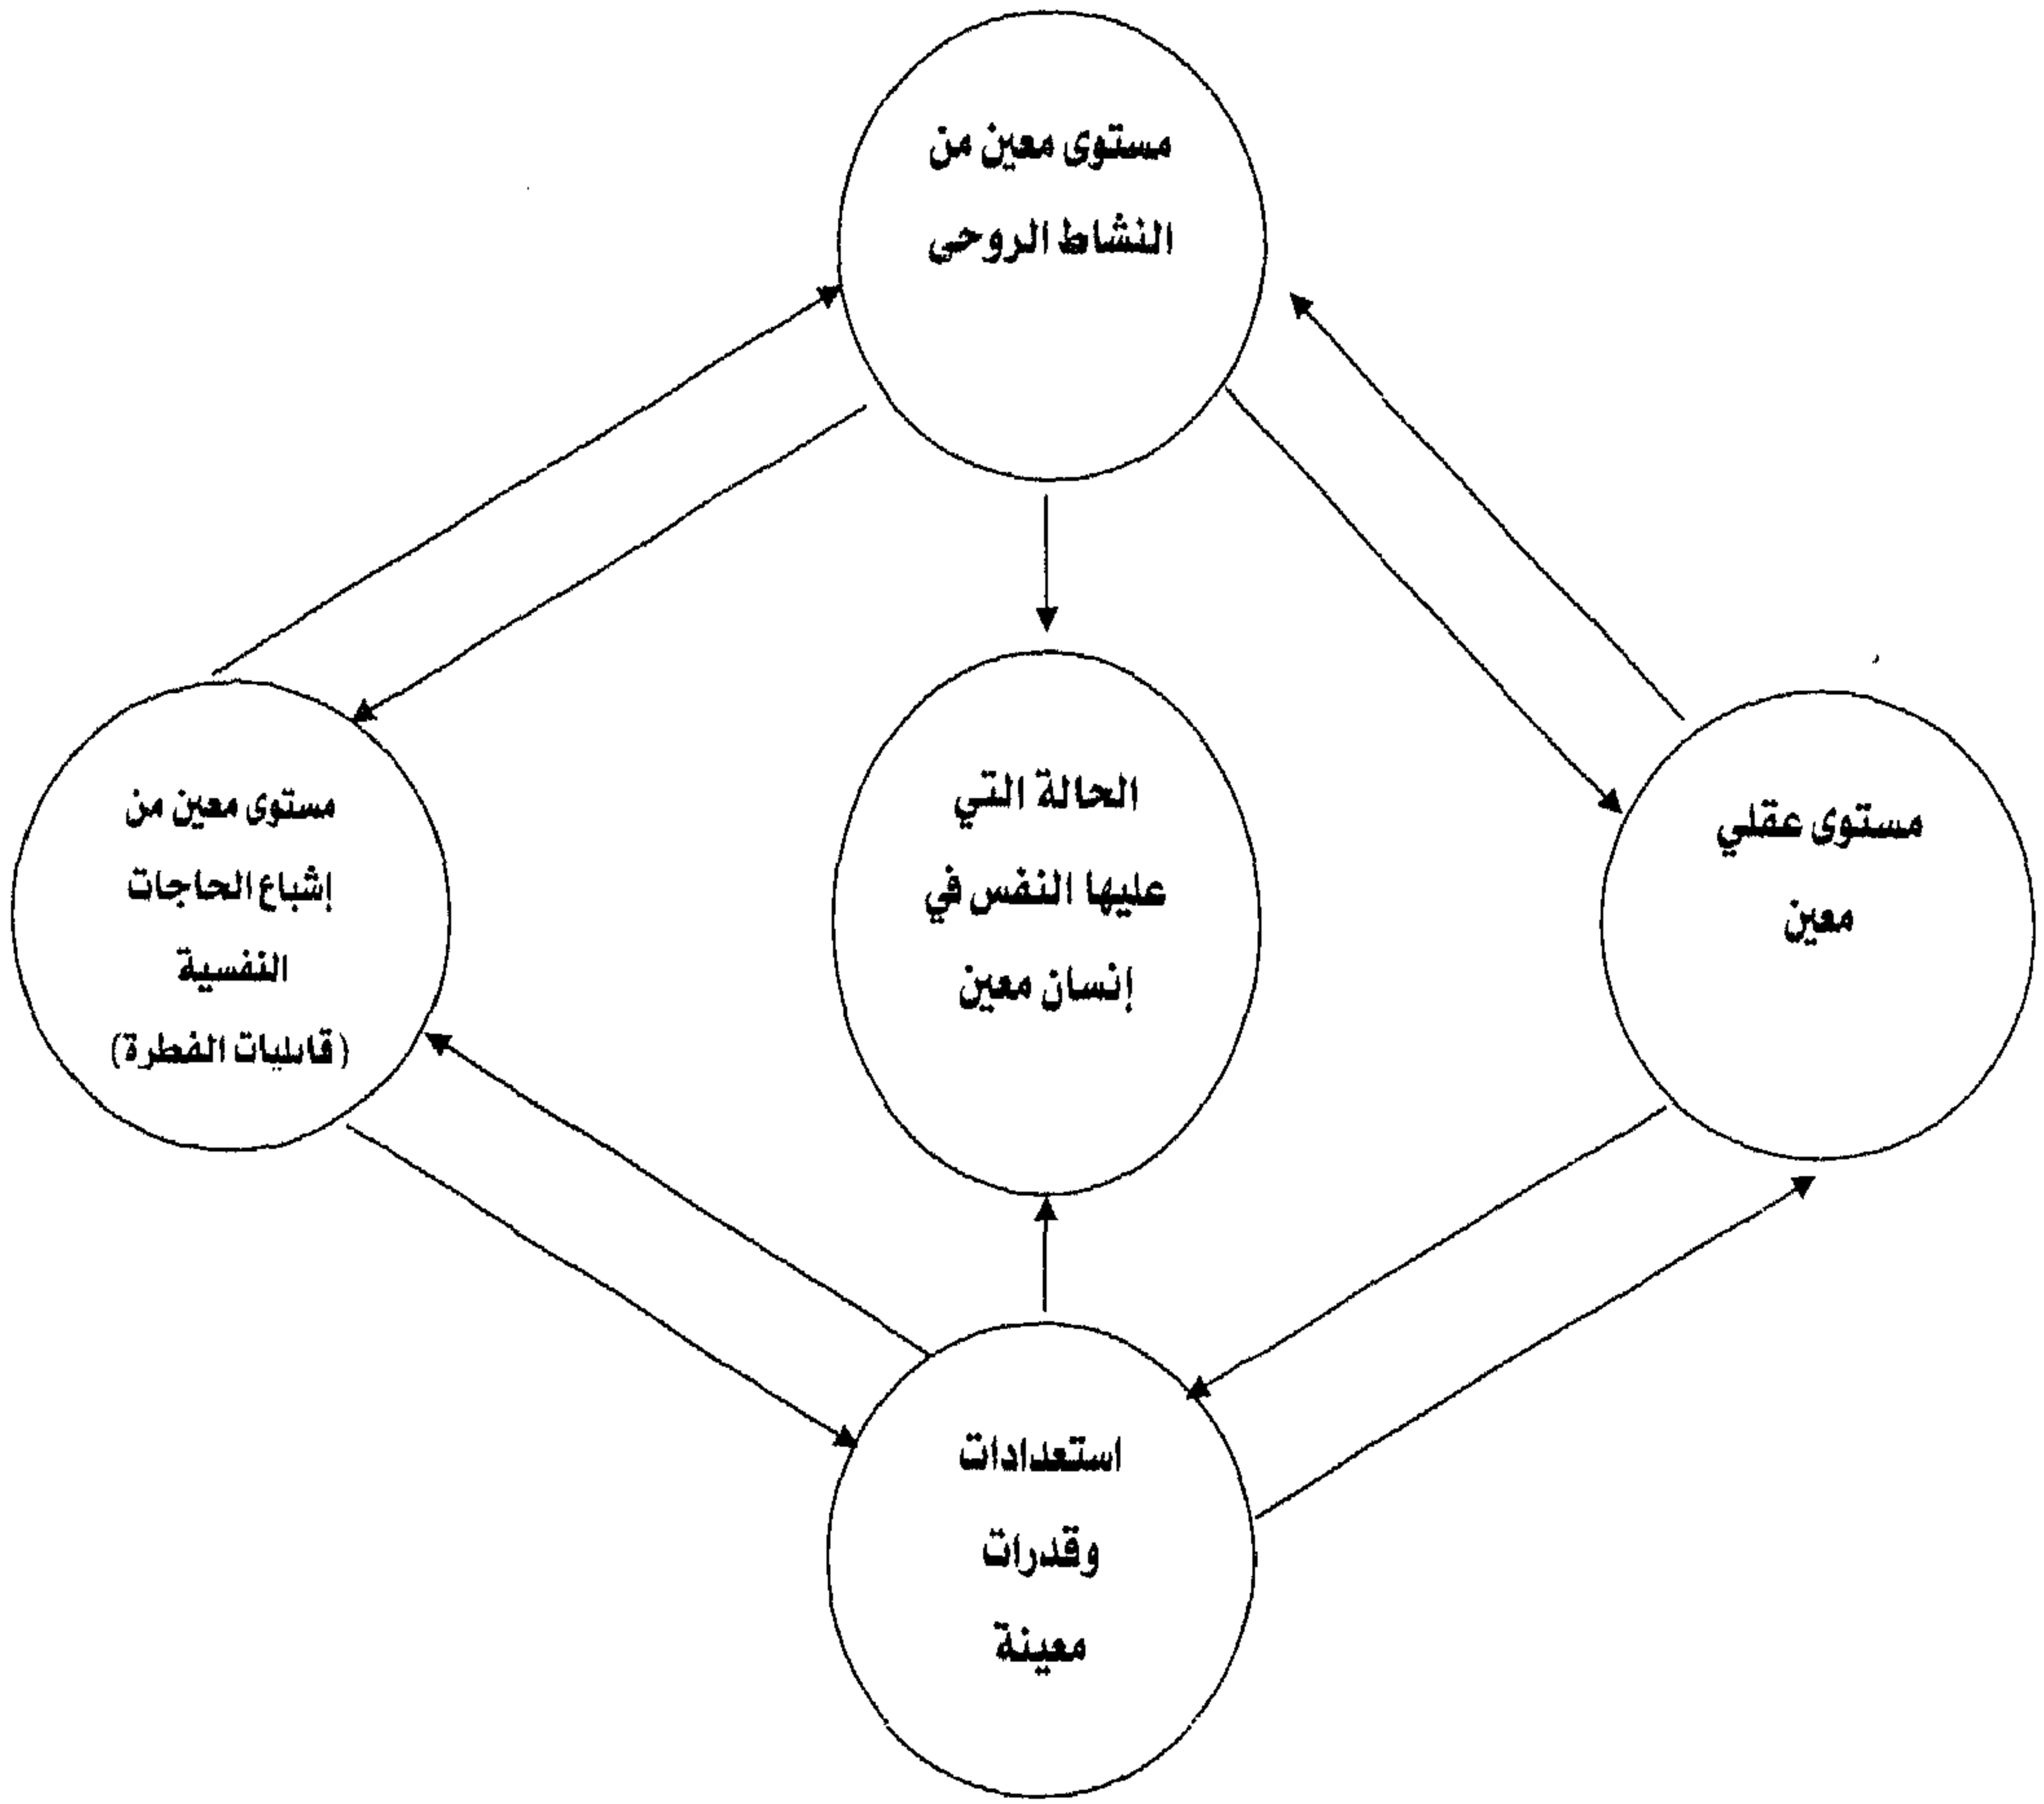 مستوى معين من
النشاط الروحي
مستوى عقلي
معين
الحالة التي
عليها النفس في
إنسان معين
مستوى معين من
إشباع الحاجات
النفسية
(قابليات الفطرة)
استعدادات
وقدرات
معينة